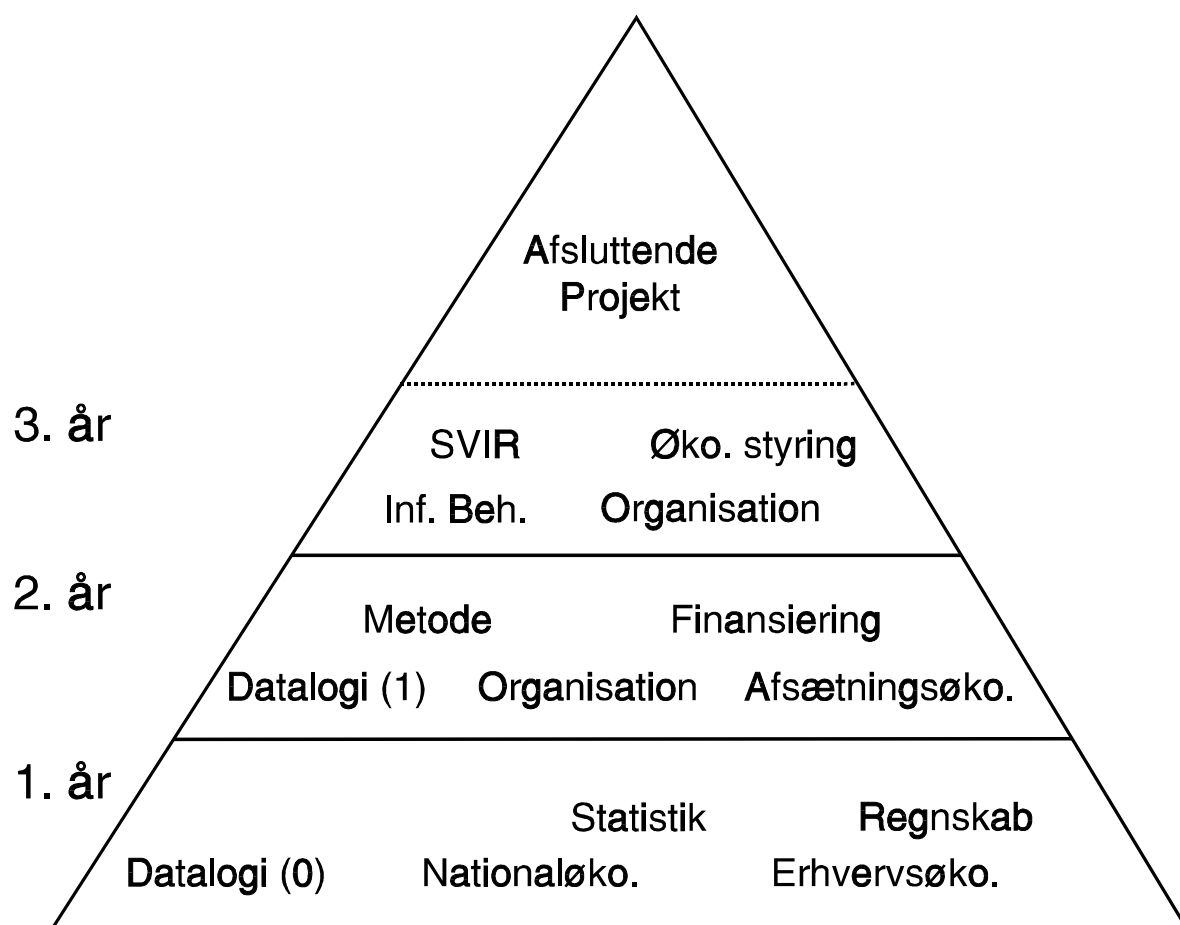 Afsluttende
Projekt
3. år
SVIR Øko. styring
Inf. Beh. Organisation
2. år
Metode Finansiering
Datalogi (1) Organisation Afsætningsøko.
1. år
Statistik Regnskab
Datalogi (0) Nationaløko. Erhvervsøko.